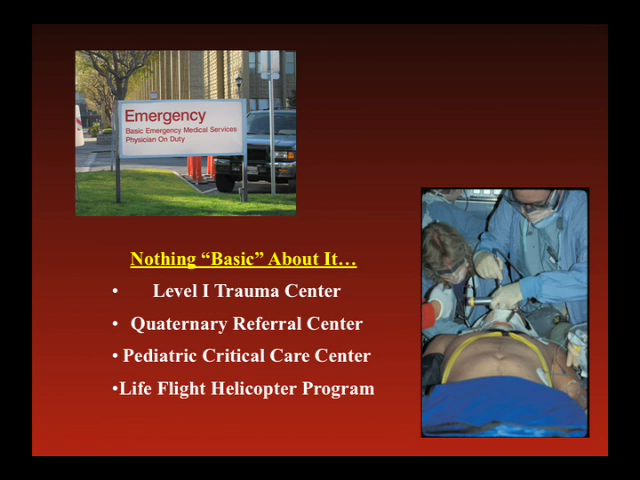 Emergency
Basic Emergency Medical Services
Physician On Duty
Nothing “Basic” About It…
• Level I Trauma Center
• Quaternary Referral Center
• Pediatric Critical Care Center
•Life Flight Helicopter Program